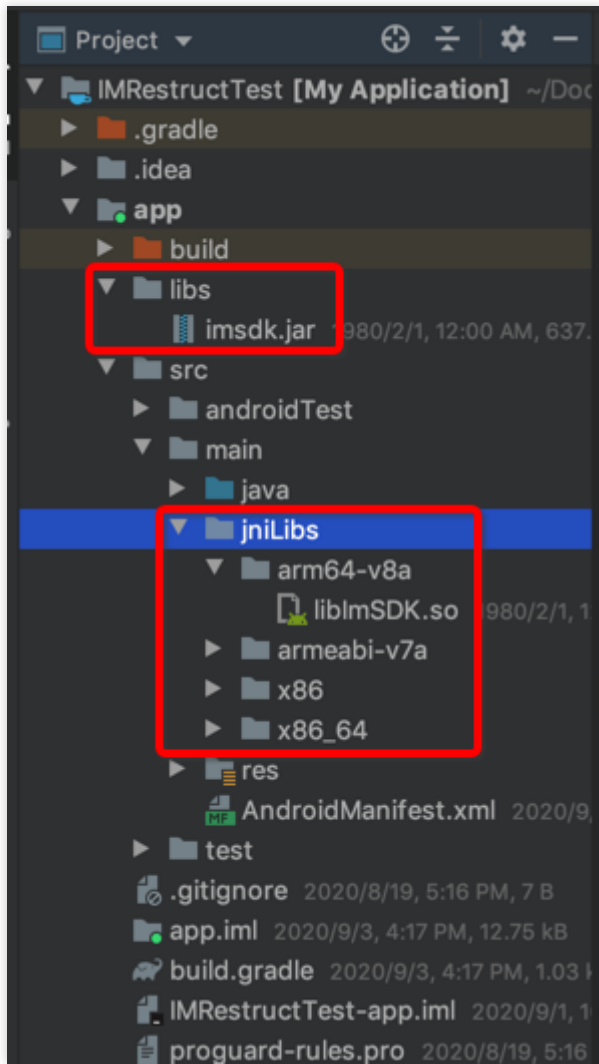 Project
IMRestructTest [My Application] ~/Doc
.gradle
.idea
app
build
libs
imsdk.jar 1980/2/1, 12:00 AM, 637.
src
androidTest
main
java
jniLibs
arm64-v8a
libImSDK.so 1980/2/1, 1
armeabi-v7a
x86
x86_64
res
MF AndroidManifest.xml 2020/9,
test
.gitignore 2020/8/19, 5:16 PM, 7 B
app.iml 2020/9/3, 4:17 PM, 12.75 kB
build.gradle 2020/9/3, 4:17 PM, 1.03
IMRestructTest-app.iml 2020/9/1, 1
proguard-rules.pro 2020/8/19, 5:16